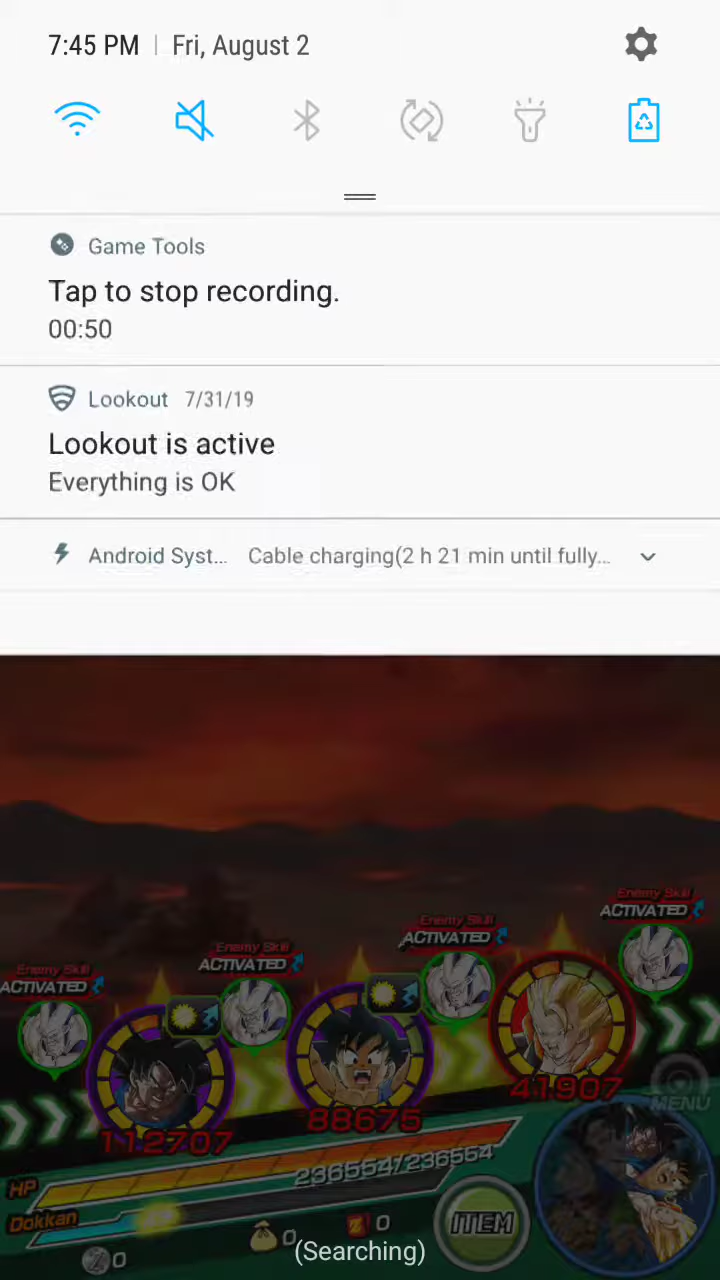 7:45 PM | Fri, August 2
Game Tools
Tap to stop recording.
00:50
Lookout 7/31/19
Lookout is active
Everything is OK
Android Syst... Cable charging(2 h 21 min until fully...
Enemy Skill
ACTIVATED
Enemy Skill
ACTIVATED
Enemy Skill
ACTIVATED
Enemy Skill
ACTIVATED
112707
88675
41907
MENU
HP
236554/236554
Dokkan
0
0
Z 0
ITEM
(Searching)